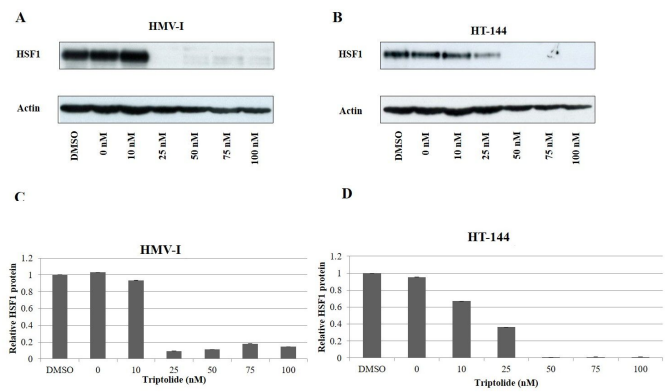 A
HMV-I
HSF1
Actin
DMSO
0 nM
10 nM
25 nM
50 nM
75 nM
100 nM
B
HT-144
HSF1
Actin
DMSO
0 nM
10 nM
25 nM
50 nM
75 nM
100 nM
C
HMV-I
Relative HSF1 protein
1.2
1
0.8
0.6
0.4
0.2
0
DMSO 0 10 25 50 75 100
Triptolide (nM)
D
HT-144
Relative HSF1 protein
1.2
1
0.8
0.6
0.4
0.2
0
DMSO 0 10 25 50 75 100
Triptolide (nM)